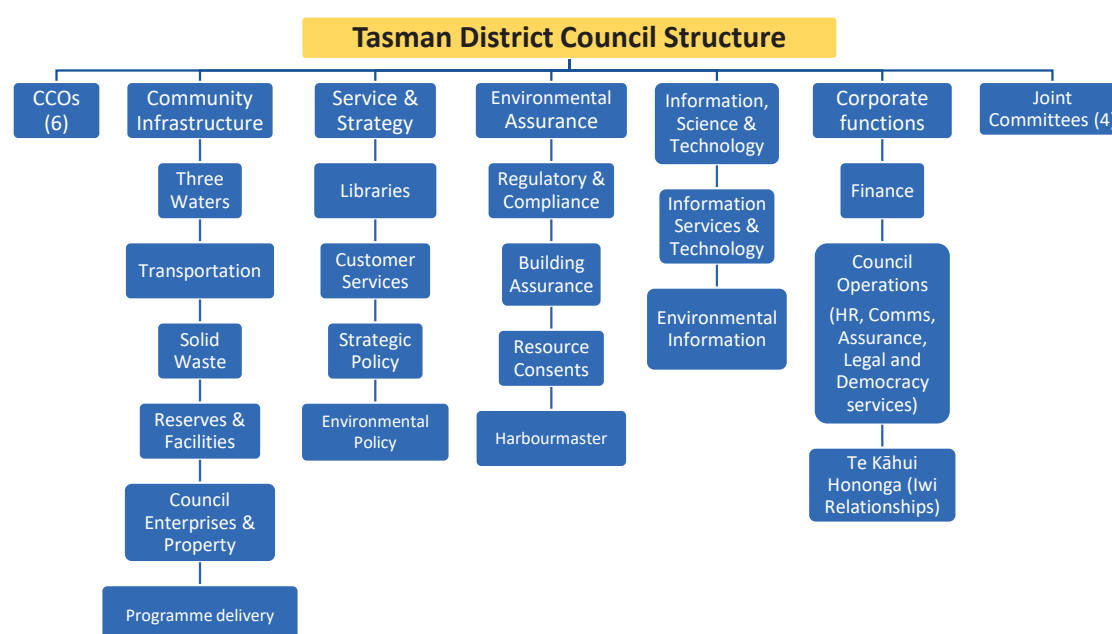 Tasman District Council Structure
CCOs
(6)
Community
Infrastructure
Three
Waters
Transportation
Solid
Waste
Reserves &
Facilities
Council
Enterprises &
Property
Programme delivery
Service &
Strategy
Libraries
Customer
Services
Strategic
Policy
Environmental
Policy
Environmental
Assurance
Regulatory &
Compliance
Building
Assurance
Resource
Consents
Harbourmaster
Information,
Science &
Technology
Information
Services &
Technology
Environmental
Information
Corporate
functions
Finance
Council
Operations
(HR, Comms,
Assurance,
Legal and
Democracy
services)
Te Kāhui
Hononga (Iwi
Relationships)
Joint
Committees (4)